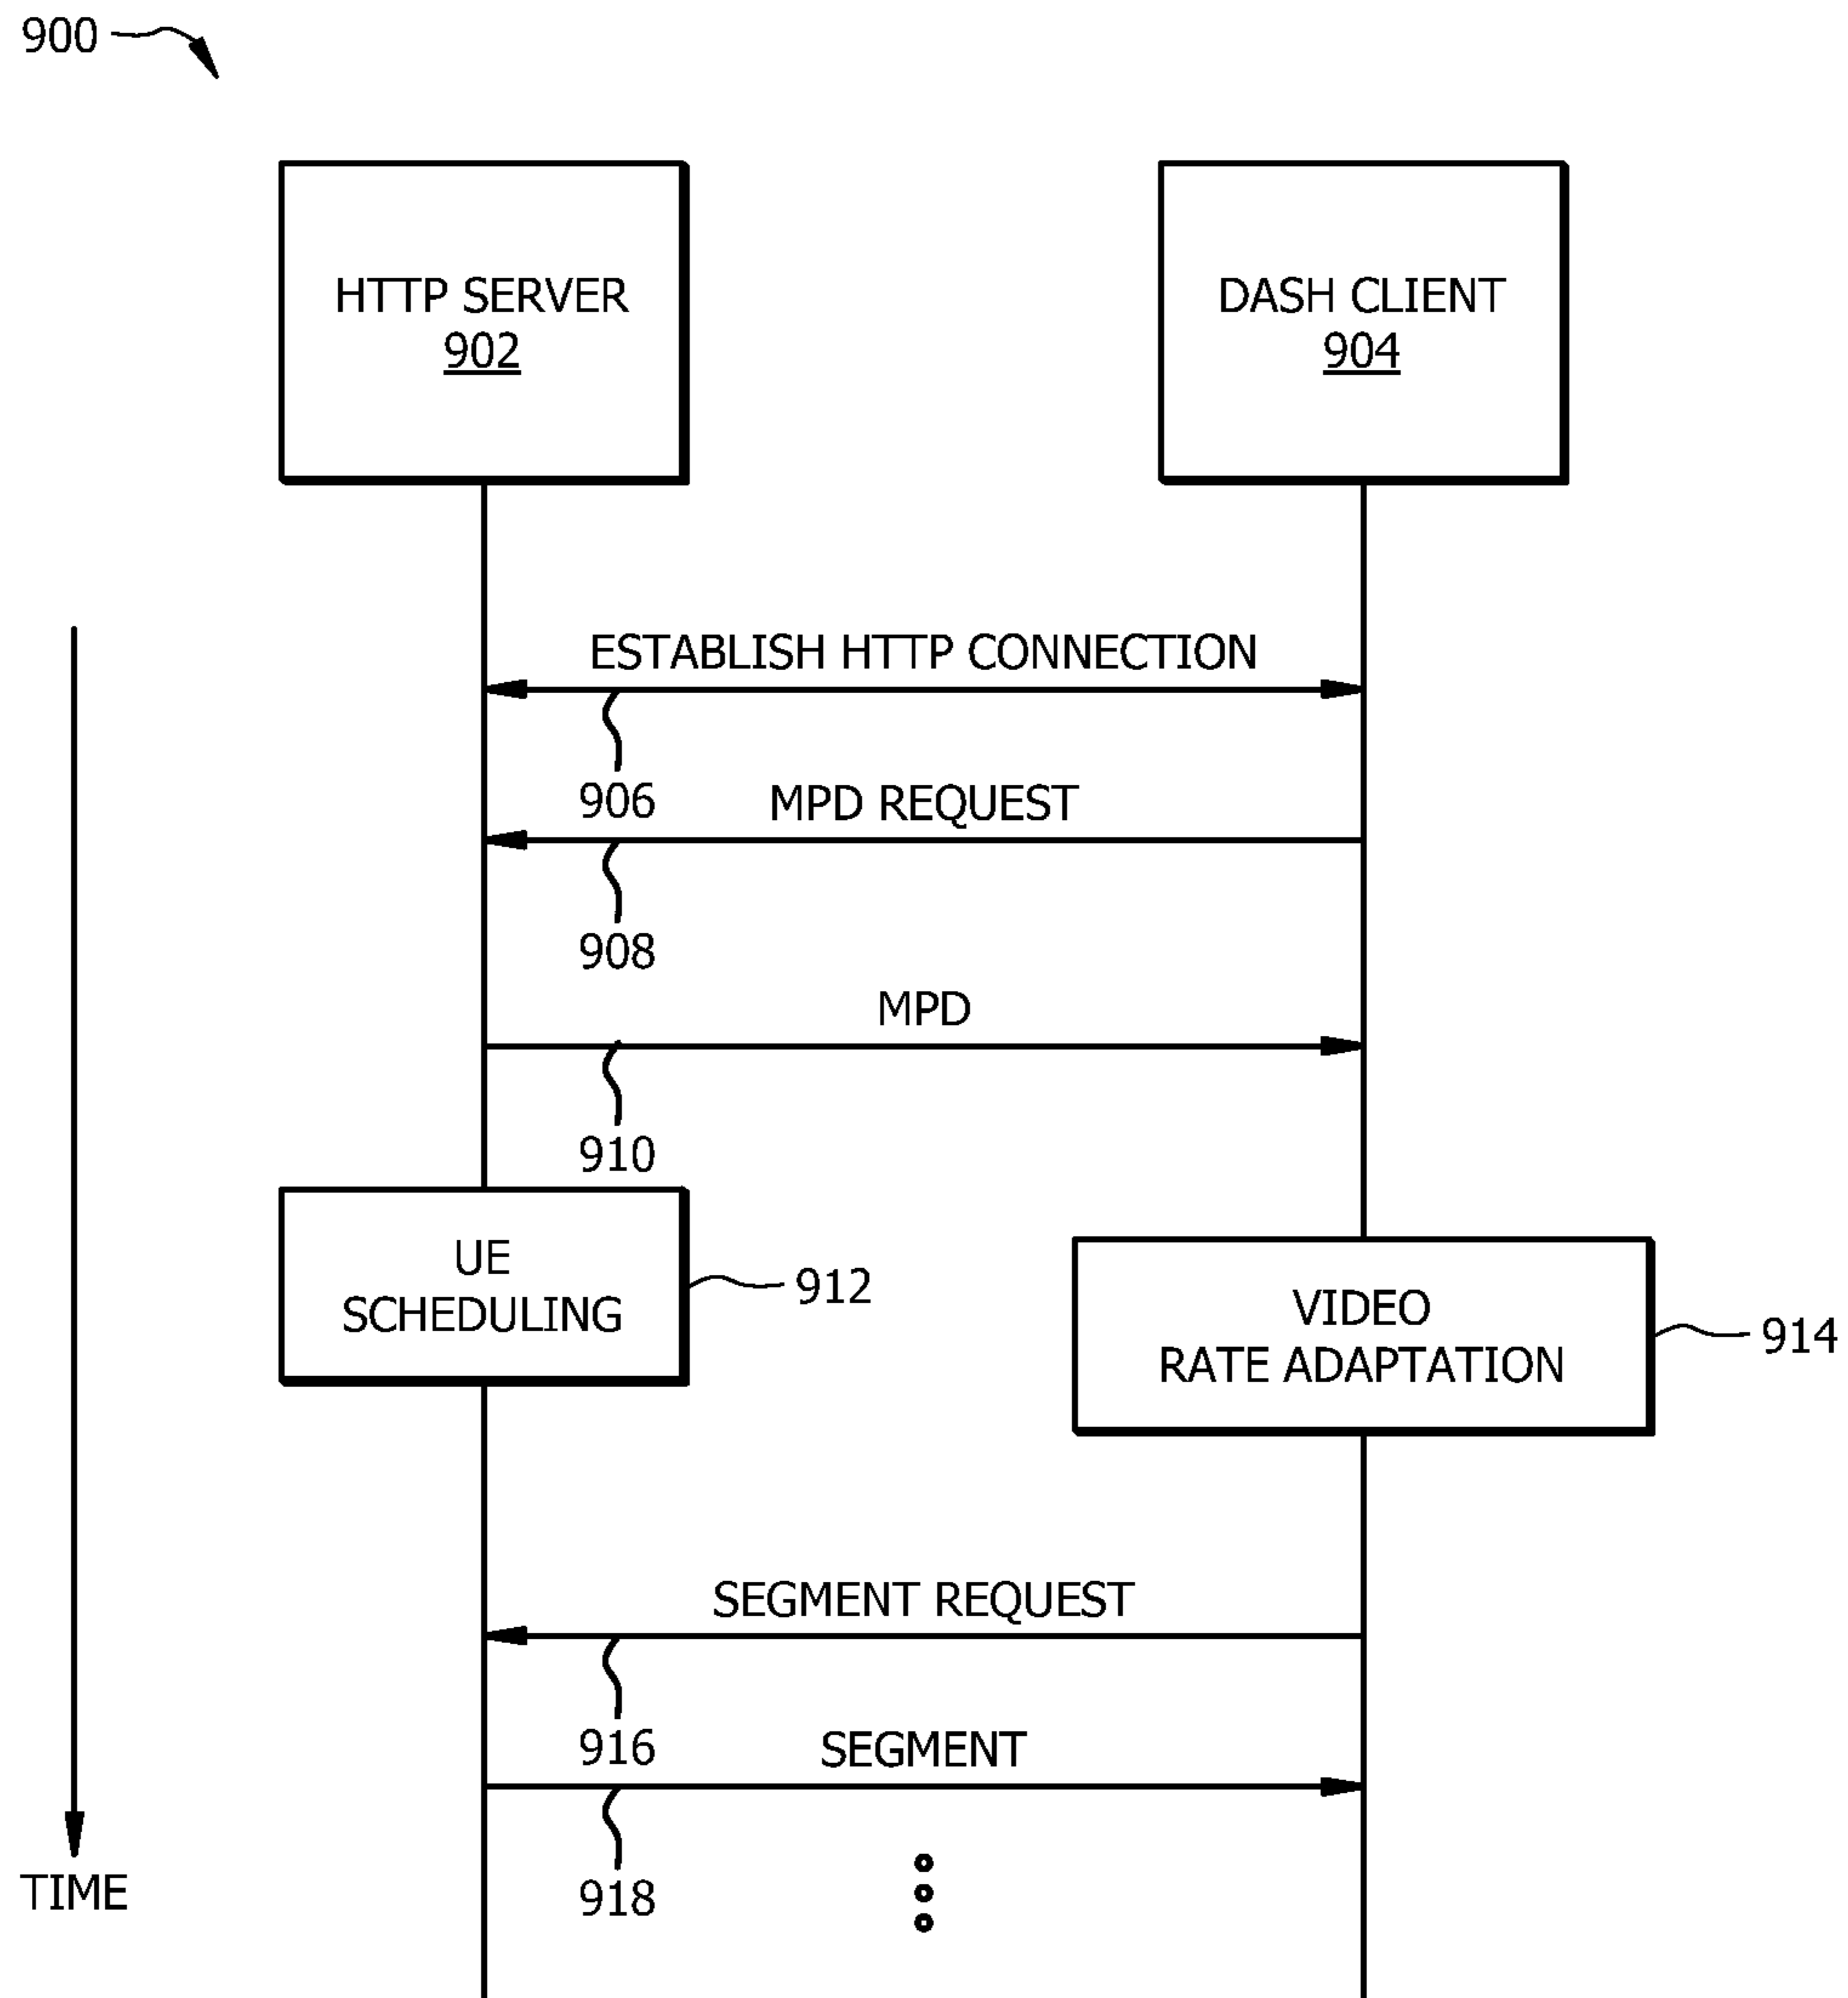 900
HTTP SERVER
902
DASH CLIENT
904
ESTABLISH HTTP CONNECTION
906
MPD REQUEST
908
MPD
910
UE
SCHEDULING
912
VIDEO
RATE ADAPTATION
914
SEGMENT REQUEST
916
SEGMENT
918
TIME